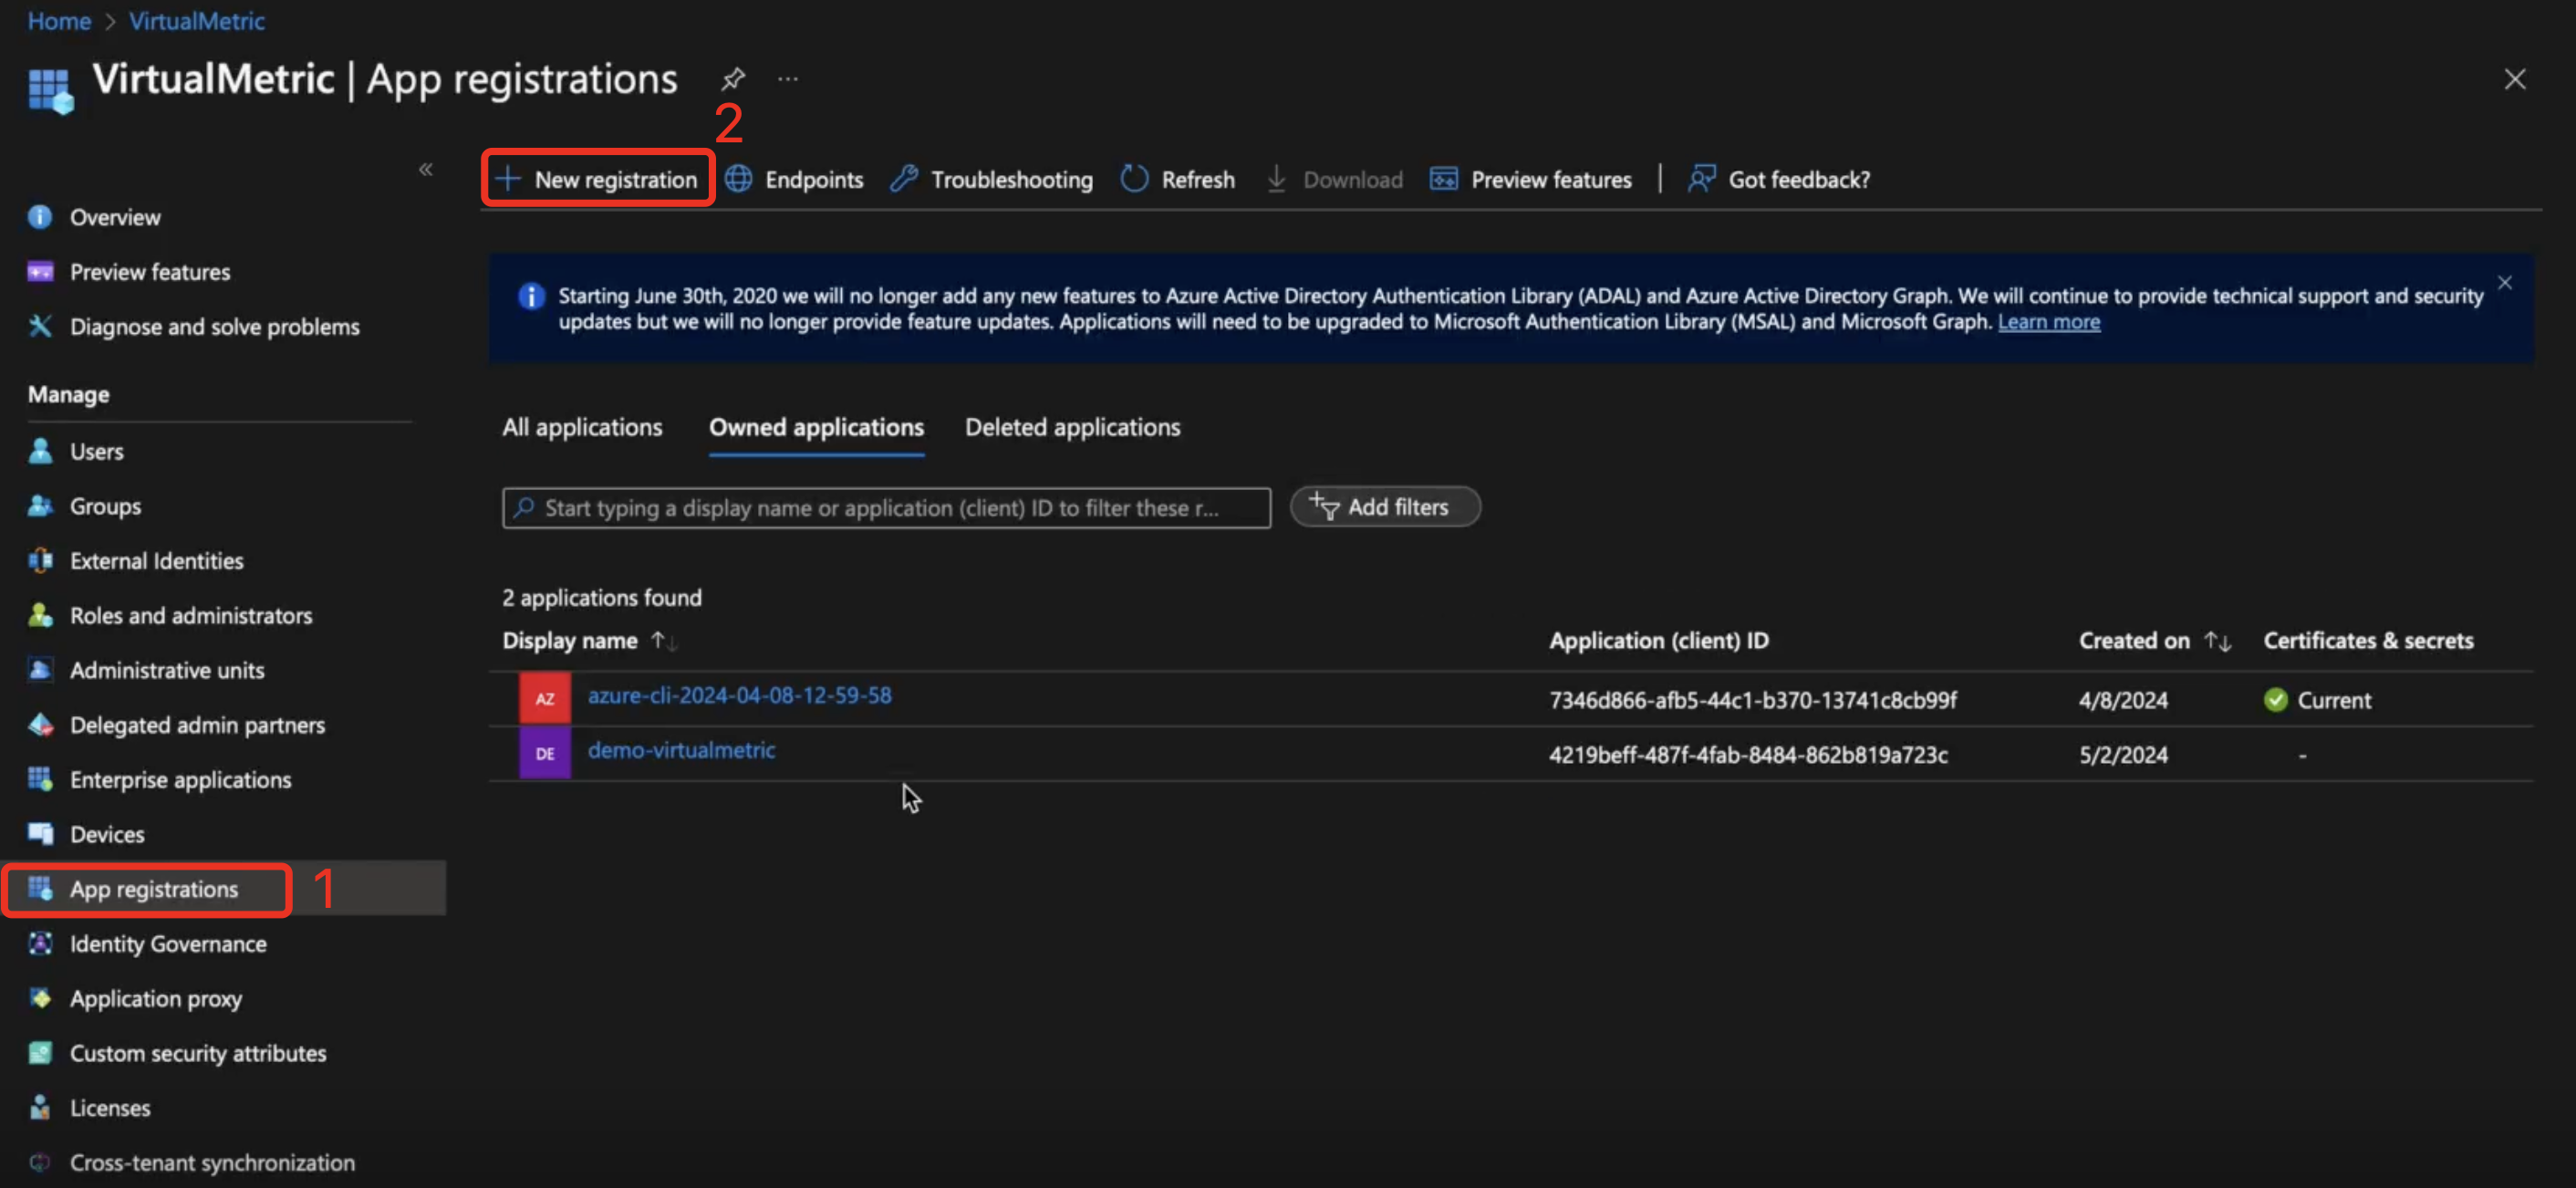 Home > VirtualMetric
VirtualMetric | App registrations
2
New registration
Endpoints
Troubleshooting
Refresh
Download
Preview features
Got feedback?
Overview
Preview features
Diagnose and solve problems
Manage
Users
Groups
External Identities
Roles and administrators
Administrative units
Delegated admin partners
Enterprise applications
Devices
App registrations
1
Identity Governance
Application proxy
Custom security attributes
Licenses
Cross-tenant synchronization
Starting June 30th, 2020 we will no longer add any new features to Azure Active Directory Authentication Library (ADAL) and Azure Active Directory Graph. We will continue to provide technical support and security
updates but we will no longer provide feature updates. Applications will need to be upgraded to Microsoft Authentication Library (MSAL) and Microsoft Graph. Learn more
All applications
Owned applications
Deleted applications
Start typing a display name or application (client) ID to filter these r...
Add filters
2 applications found
Display name
Application (client) ID
Created on
Certificates & secrets
AZ azure-cli-2024-04-08-12-59-58 7346d866-afb5-44c1-b370-13741c8cb99f 4/8/2024 Current
DE demo-virtualmetric 4219beff-487f-4fab-8484-862b819a723c 5/2/2024 -